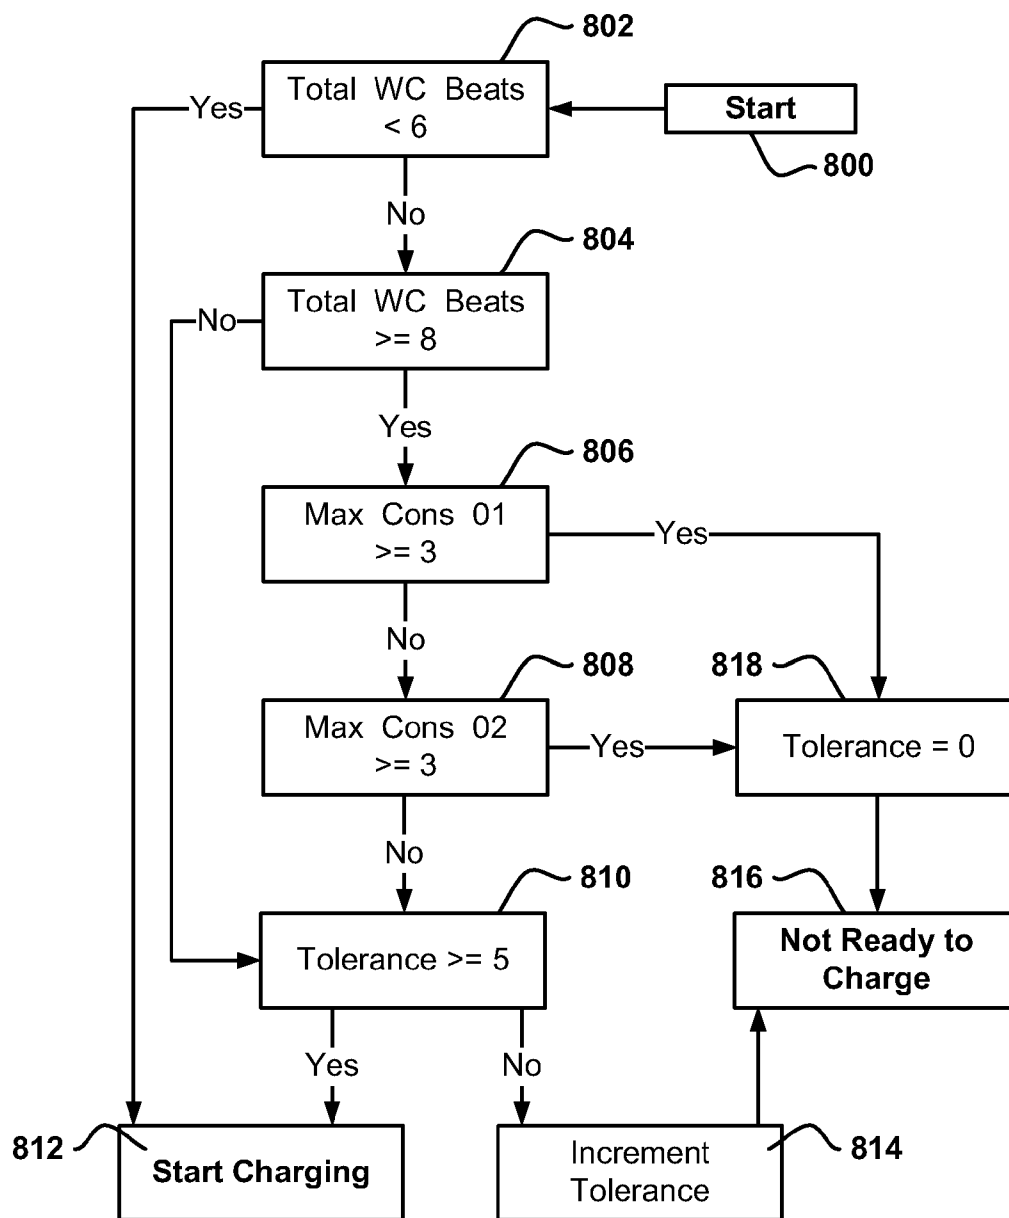 802
Total WC Beats
< 6
Yes
Start
800
No
804
Total WC Beats
>= 8
No
Yes
806
Max Cons 01
>= 3
Yes
No
808
Max Cons 02
>= 3
Yes
818
Tolerance = 0
No
810
Tolerance >= 5
816
Not Ready to
Charge
Yes
No
812
Start Charging
Increment
Tolerance
814